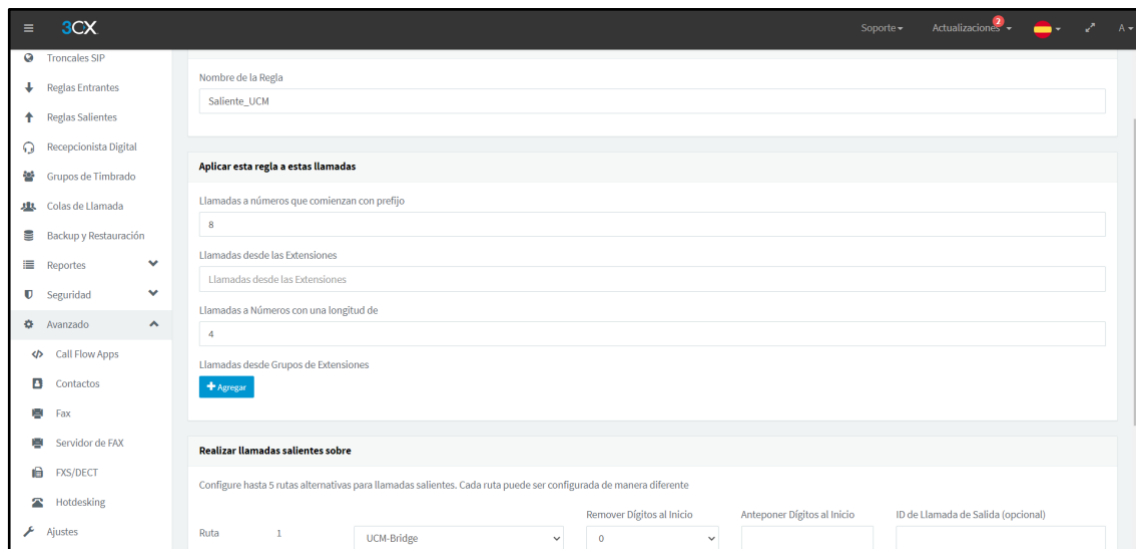 3CX
Soporte
Actualizaciones
2
A
Troncales SIP
Reglas Entrantes
Reglas Salientes
Recepcionista Digital
Grupos de Timbrado
Colas de Llamada
Backup y Restauración
Reportes
Seguridad
Avanzado
Call Flow Apps
Contactos
Fax
Servidor de FAX
FXS/DECT
Hotdesking
Ajustes
Nombre de la Regla
Saliente_UCM
Aplicar esta regla a estas llamadas
Llamadas a números que comienzan con prefijo
8
Llamadas desde las Extensiones
Llamadas desde las Extensiones
Llamadas a Números con una longitud de
4
Llamadas desde Grupos de Extensiones
+ Agregar
Realizar llamadas salientes sobre
Configure hasta 5 rutas alternativas para llamadas salientes. Cada ruta puede ser configurada de manera diferente
Remover Dígitos al Inicio
Anteponer Dígitos al Inicio
ID de Llamada de Salida (opcional)
Ruta
1
UCM-Bridge
0